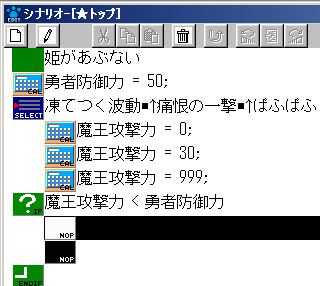 シナリオー[★トップ]
姫があぶない
CAL 勇者防御力 = 50;
SELECT 凍てつく波動■↑痛恨の一撃■↑ぱふぱふ
CAL 魔王攻撃力 = 0;
CAL 魔王攻撃力 = 30;
CAL 魔王攻撃力 = 999;
?IF 魔王攻撃力 < 勇者防御力
NOP
NOP
ENDIF